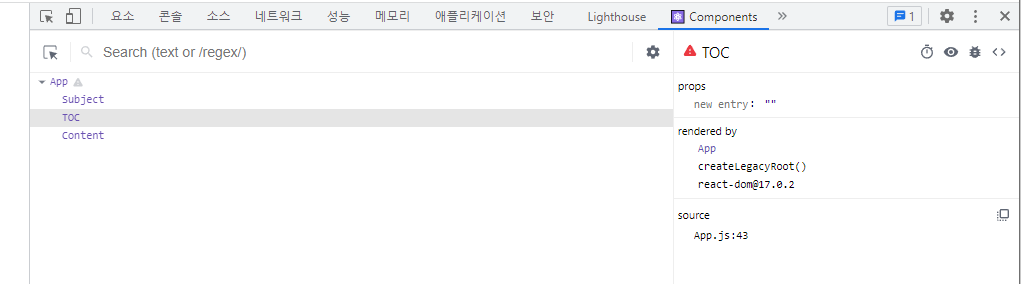 요소 콘솔 소스 네트워크 성능 메모리 애플리케이션 보안 Lighthouse Components » 1
Search (text or /regex/)
TOC
App
Subject
TOC
Content
props
new entry: ""
rendered by
App
createLegacyRoot()
react-dom@17.0.2
source
App.js:43